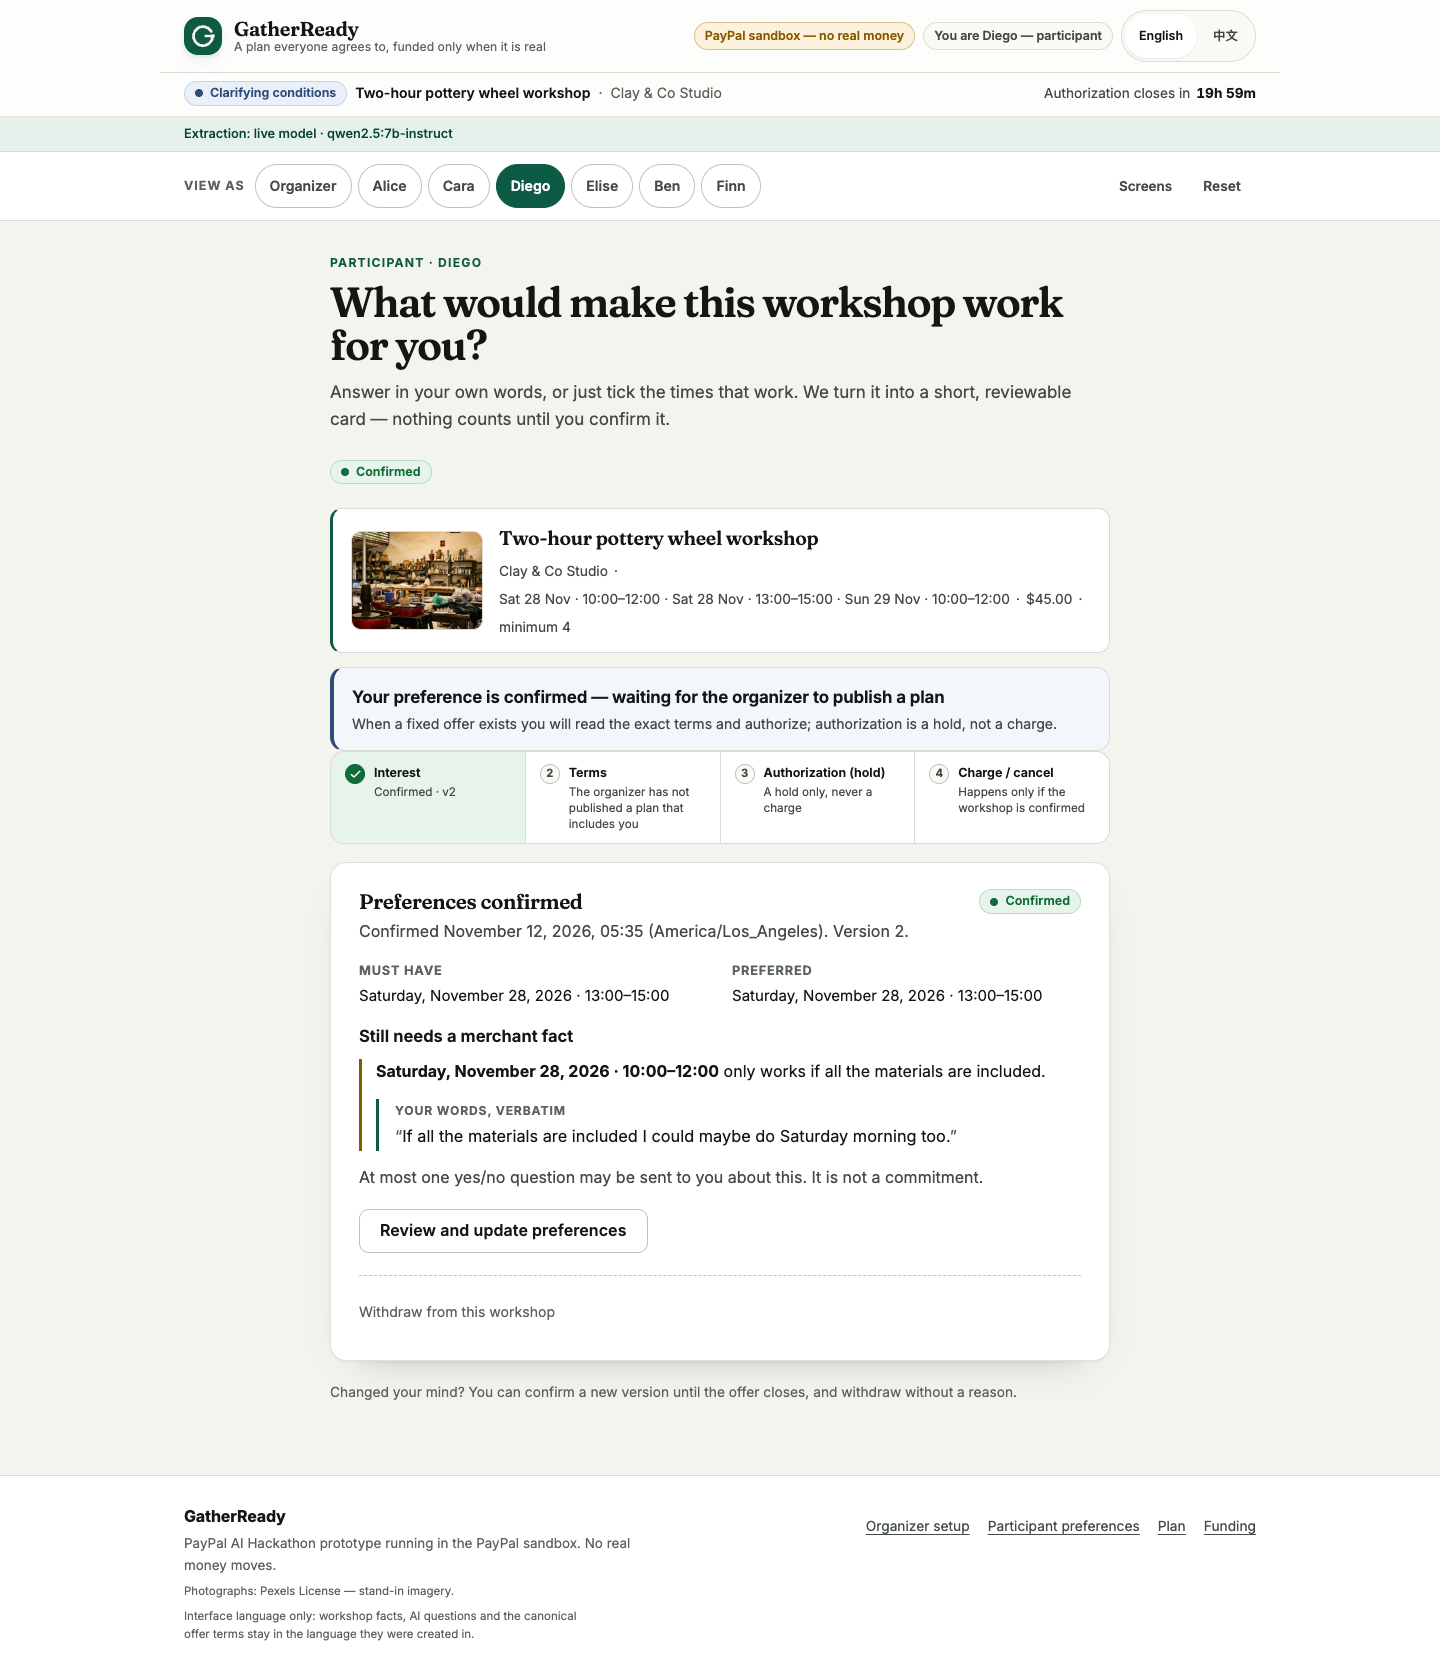 GatherReady
A plan everyone agrees to, funded only when it is real
PayPal sandbox — no real money
You are Diego — participant
English
中文
Clarifying conditions
Two-hour pottery wheel workshop · Clay & Co Studio
Authorization closes in 19h 59m
Extraction: live model · qwen2.5:7b-instruct
VIEW AS
Organizer
Alice
Cara
Diego
Elise
Ben
Finn
Screens
Reset
PARTICIPANT · DIEGO
What would make this workshop work
for you?
Answer in your own words, or just tick the times that work. We turn it into a short, reviewable
card — nothing counts until you confirm it.
Confirmed
Two-hour pottery wheel workshop
Clay & Co Studio ·
Sat 28 Nov · 10:00–12:00 · Sat 28 Nov · 13:00–15:00 · Sun 29 Nov · 10:00–12:00 · $45.00 ·
minimum 4
Your preference is confirmed — waiting for the organizer to publish a plan
When a fixed offer exists you will read the exact terms and authorize; authorization is a hold, not a charge.
Interest
Confirmed · v2
2
Terms
The organizer has not
published a plan that
includes you
3
Authorization (hold)
A hold only, never a
charge
4
Charge / cancel
Happens only if the
workshop is confirmed
Preferences confirmed
Confirmed
Confirmed November 12, 2026, 05:35 (America/Los_Angeles). Version 2.
MUST HAVE
Saturday, November 28, 2026 · 13:00–15:00
PREFERRED
Saturday, November 28, 2026 · 13:00–15:00
Still needs a merchant fact
Saturday, November 28, 2026 · 10:00–12:00 only works if all the materials are included.
YOUR WORDS, VERBATIM
“If all the materials are included I could maybe do Saturday morning too.”
At most one yes/no question may be sent to you about this. It is not a commitment.
Review and update preferences
Withdraw from this workshop
Changed your mind? You can confirm a new version until the offer closes, and withdraw without a reason.
GatherReady
PayPal AI Hackathon prototype running in the PayPal sandbox. No real
money moves.
Photographs: Pexels License — stand-in imagery.
Interface language only: workshop facts, AI questions and the canonical
offer terms stay in the language they were created in.
Organizer setup
Participant preferences
Plan
Funding